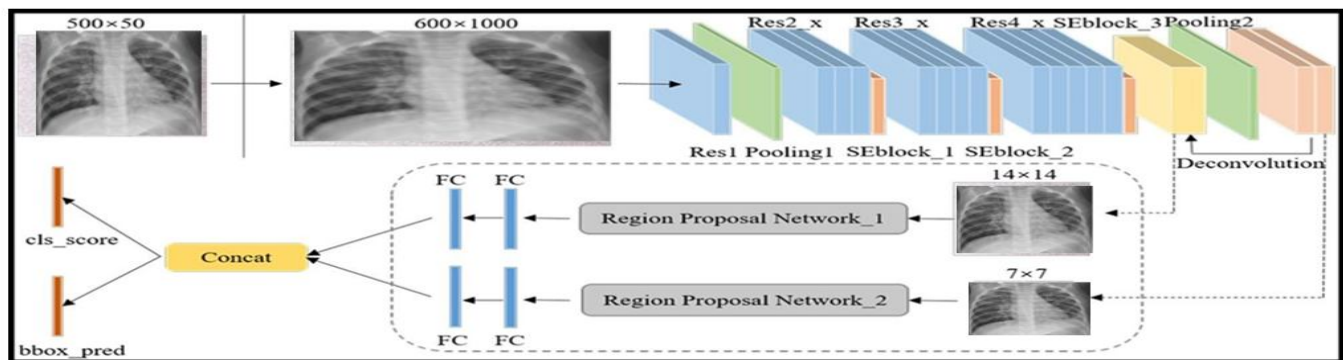 500×50
600×1000
Res2_x
Res3_x
Res4_x
SEblock_3
Pooling2
Res1
Pooling1
SEblock_1
SEblock_2
Deconvolution
14×14
FC
FC
Region Proposal Network_1
cls_score
Concat
7×7
Region Proposal Network_2
FC
FC
bbox_pred